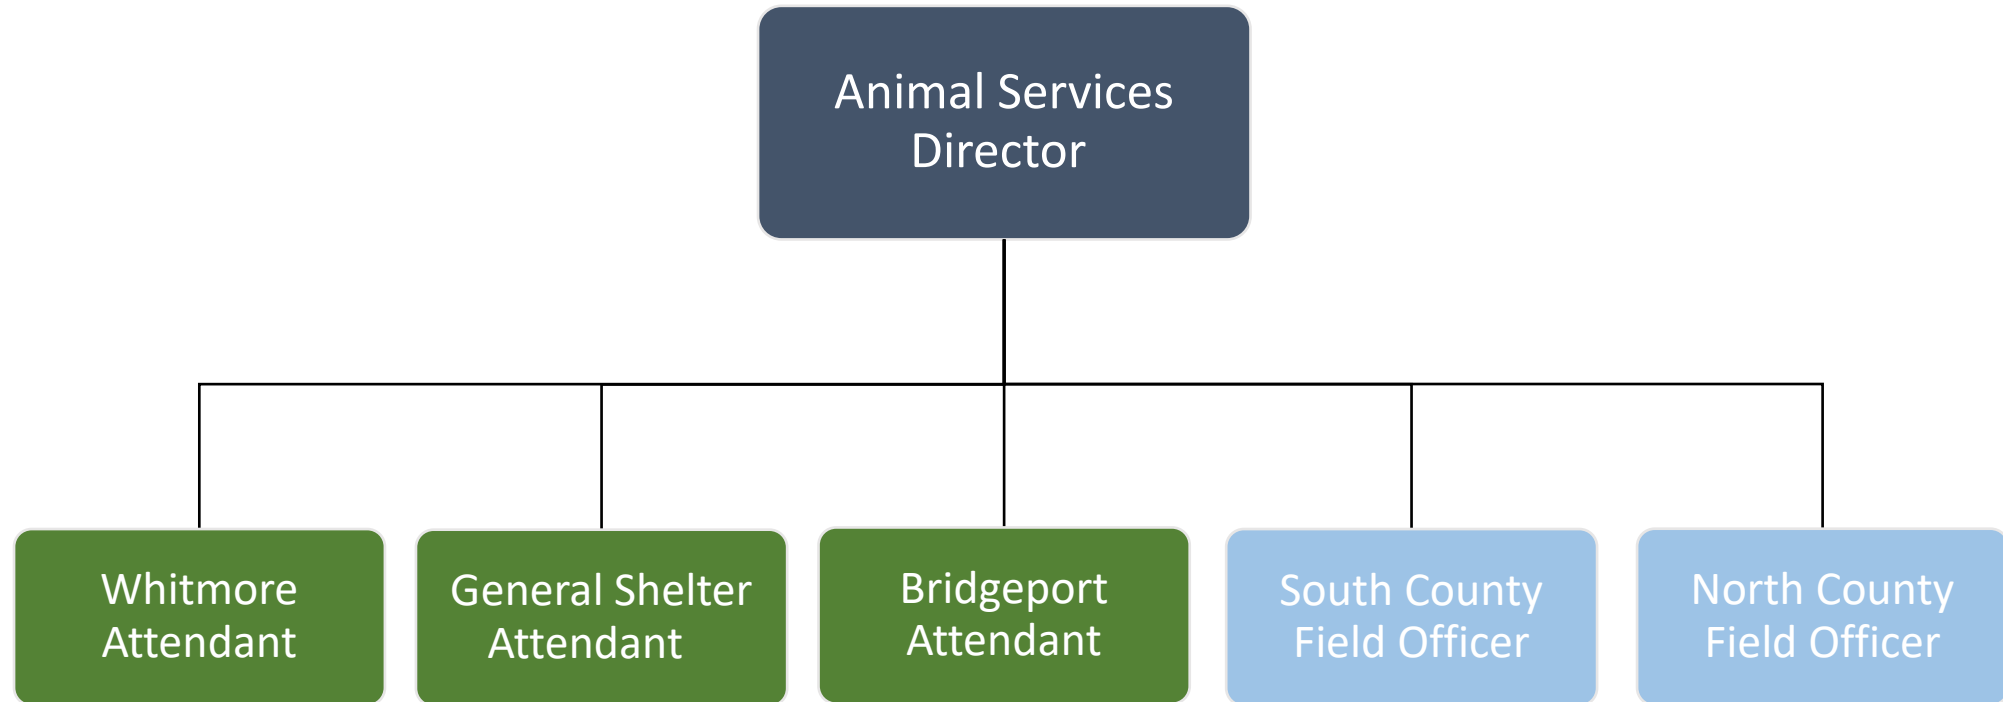 Animal Services
Director
Whitmore
Attendant
General Shelter
Attendant
Bridgeport
Attendant
South County
Field Officer
North County
Field Officer